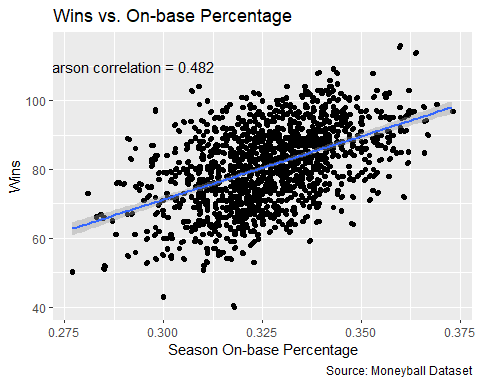 Wins vs. On-base Percentage
arson correlation = 0.482
Wins
100
80
60
40
0.275
0.300
0.325
0.350
0.375
Season On-base Percentage
Source: Moneyball Dataset